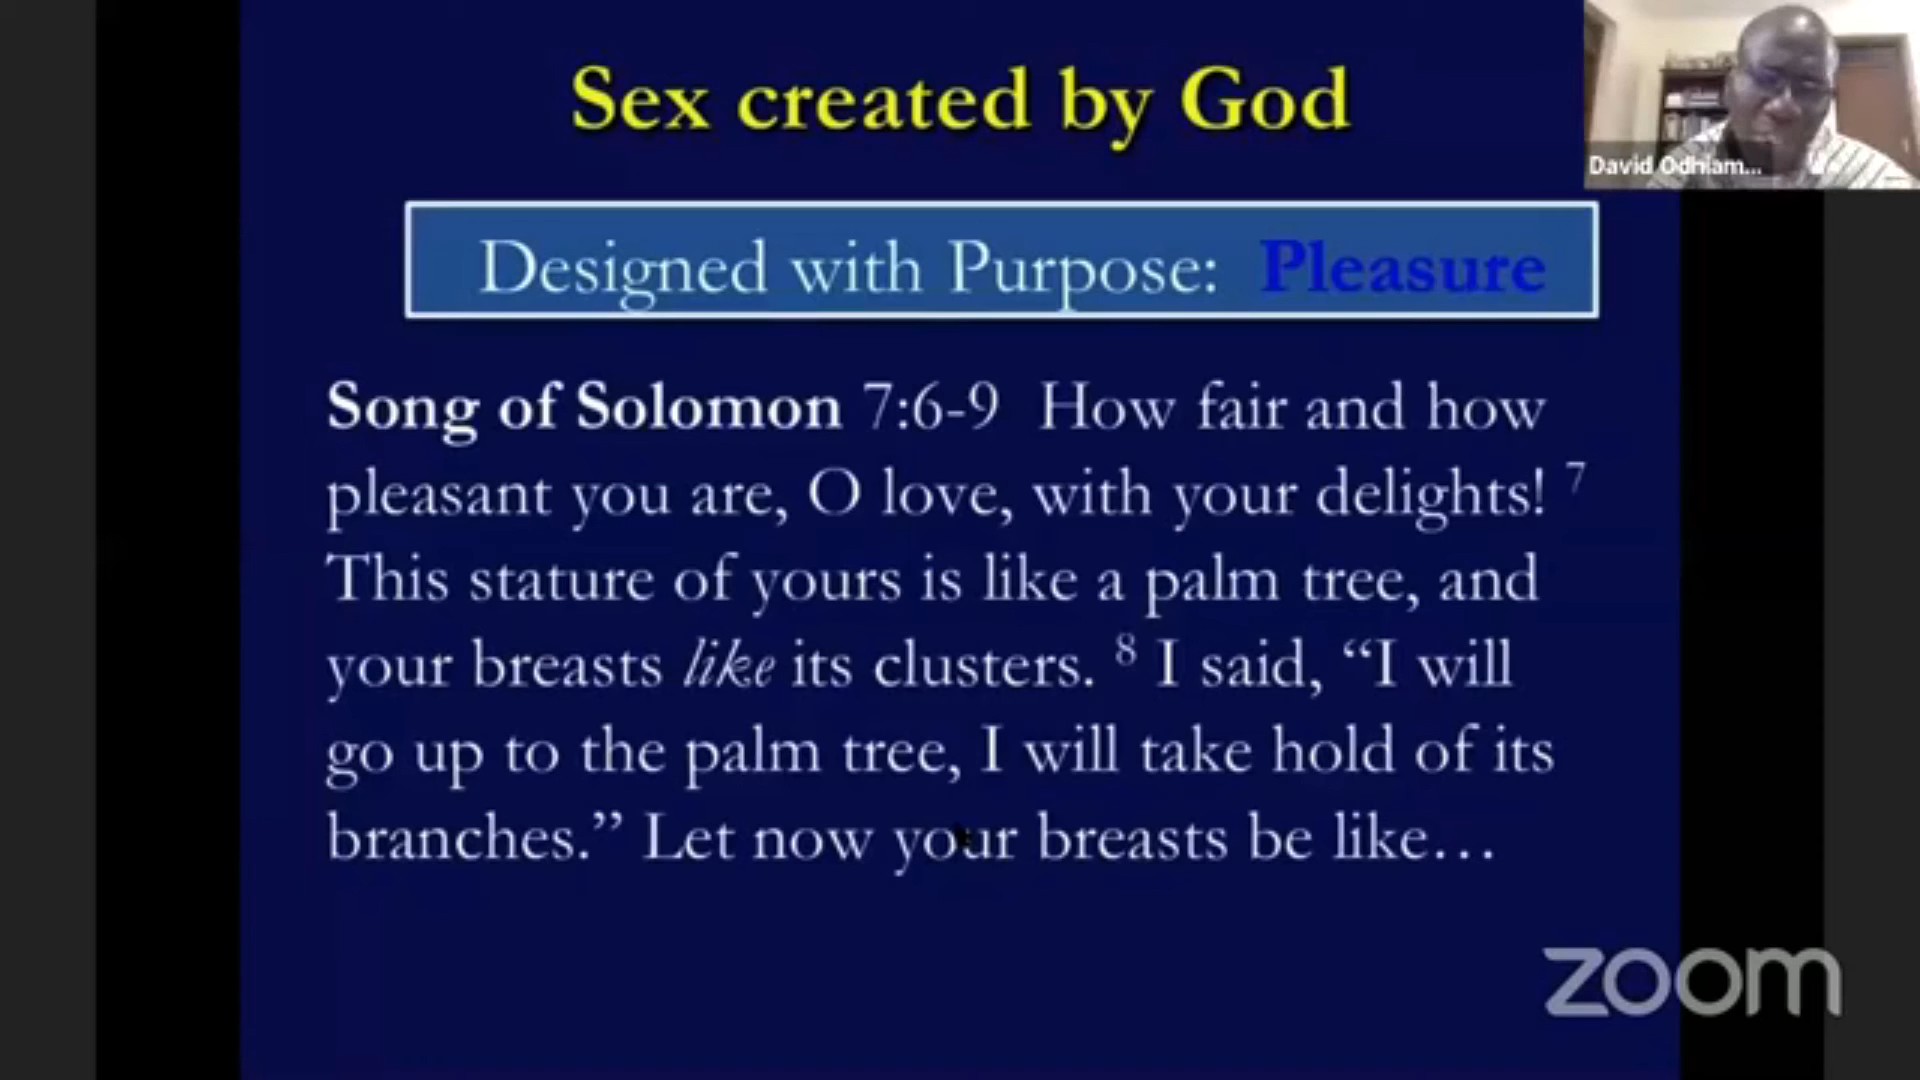 Sex created by God
David Odhiam...
Designed with Purpose: Pleasure
Song of Solomon 7:6-9 How fair and how
pleasant you are, O love, with your delights! 7
This stature of yours is like a palm tree, and
your breasts like its clusters. 8 I said, “I will
go up to the palm tree, I will take hold of its
branches.” Let now your breasts be like…
zoom